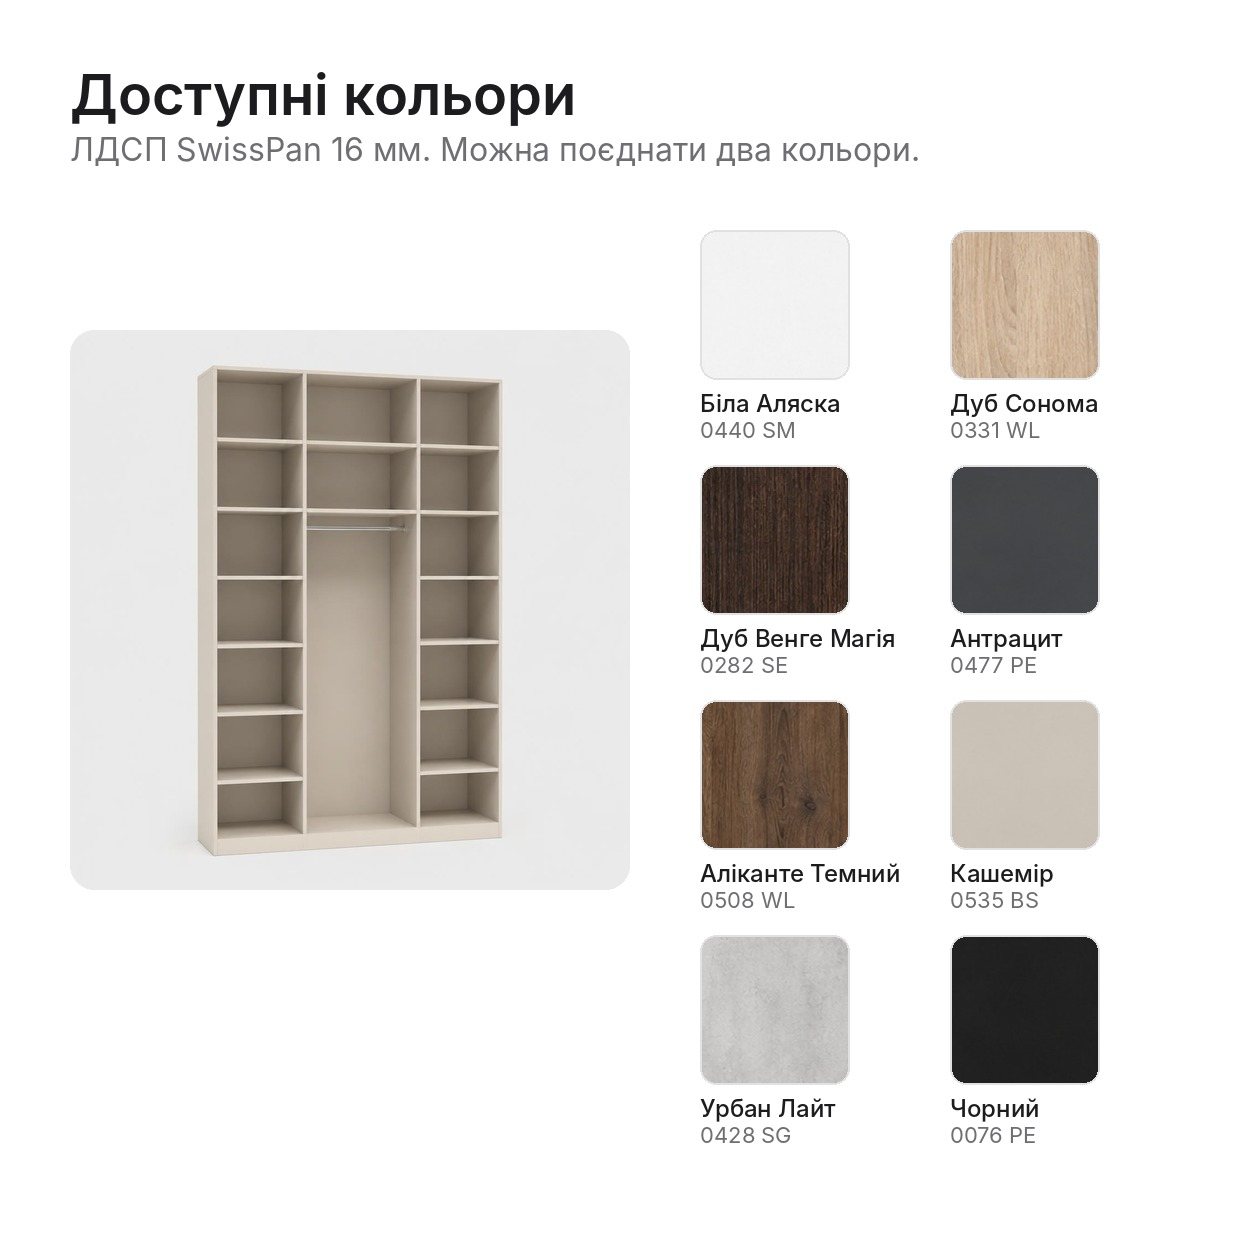 Доступні кольори
ЛДСП SwissPan 16 мм. Можна поєднати два кольори.
Біла Аляска
0440 SM
Дуб Сонома
0331 WL
Дуб Венге Магія
0282 SE
Антрацит
0477 PE
Аліканте Темний
0508 WL
Кашемір
0535 BS
Урбан Лайт
0428 SG
Чорний
0076 PE